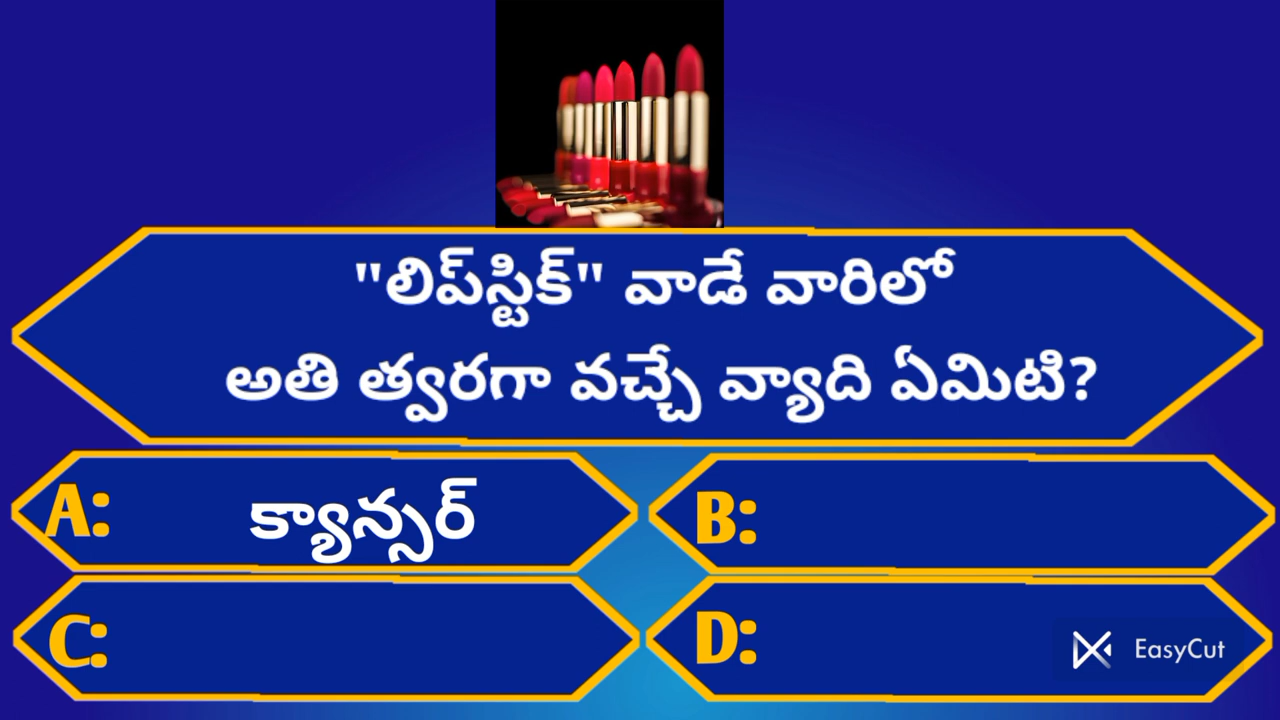 "లిప్‌స్టిక్" వాడే వారిలో
అతి త్వరగా వచ్చే వ్యాది ఏమిటి?
A: క్యాన్సర్
B:
C:
D:
EasyCut